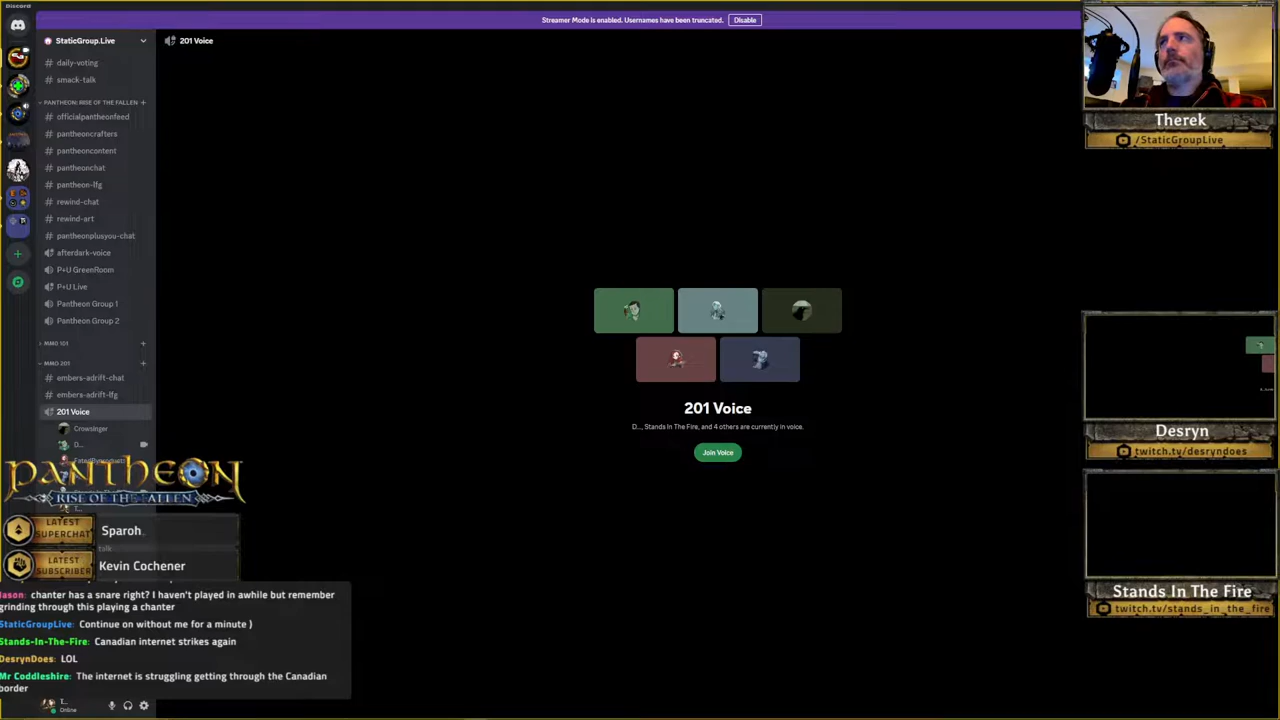 Discord
Streamer Mode is enabled. Usernames have been truncated.
Disable
StaticGroup.Live
201 Voice
daily-voting
smack-talk
PANTHEON: RISE OF THE FALLEN
officialpantheonfeed
pantheoncrafters
pantheoncontent
pantheonchat
pantheon-lfg
rewind-chat
rewind-art
pantheonplusyou-chat
afterdark-voice
P+U GreenRoom
P+U Live
Pantheon Group 1
Pantheon Group 2
MMO 101
MMO 201
embers-adrift-chat
embers-adrift-lfg
201 Voice
Crowsinger
D...
PANTHEON
RISE OF THE FALLEN
T...
LATEST
SUPERCHAT
Sparoh
talk
LATEST
SUBSCRIBER
Kevin Cochener
Jason: chanter has a snare right? I haven't played in awhile but remember
grinding through this playing a chanter
StaticGroupLive: Continue on without me for a minute )
Stands-In-The-Fire: Canadian internet strikes again
DesrynDoes: LOL
Mr Coddleshire: The internet is struggling getting through the Canadian
border
T...
Online
201 Voice
D..., Stands In The Fire, and 4 others are currently in voice.
Join Voice
Therek
/StaticGroupLive
Desryn
twitch.tv/desryndoes
Stands In The Fire
twitch.tv/stands_in_the_fire